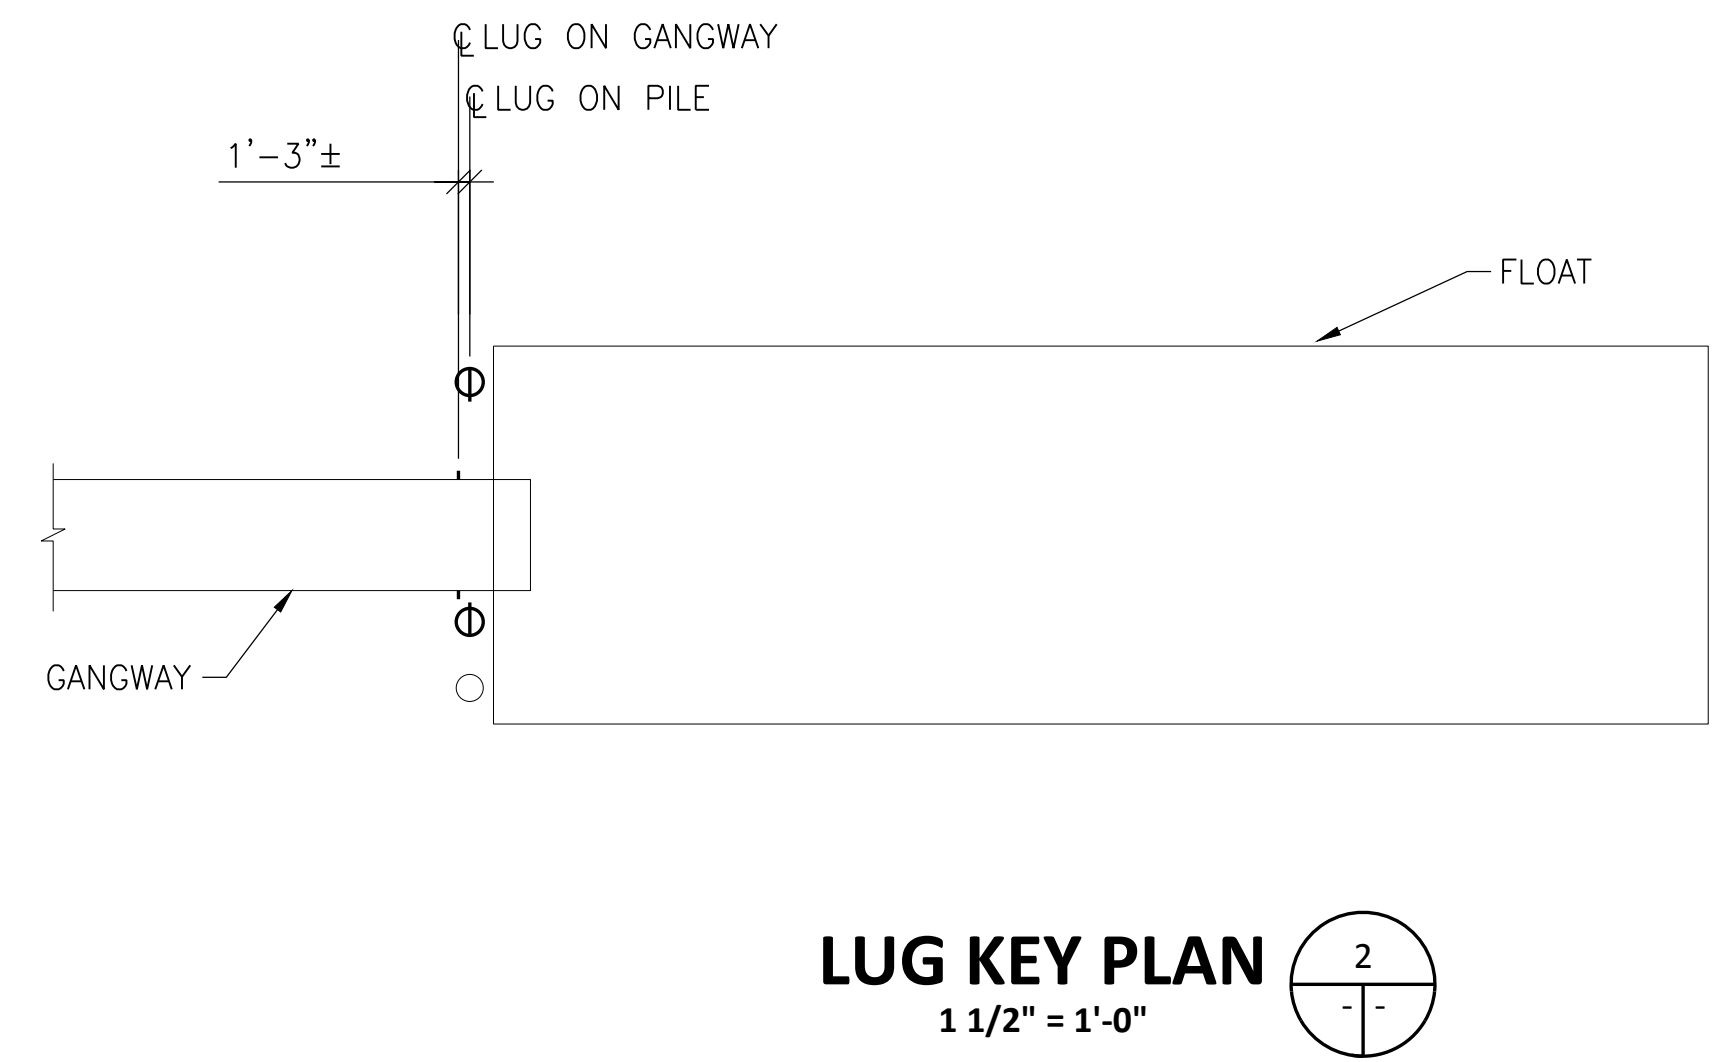 ℄ LUG ON GANGWAY
℄ LUG ON PILE
1'-3"±
FLOAT
GANGWAY
LUG KEY PLAN
1 1/2" = 1'-0"
2
- -